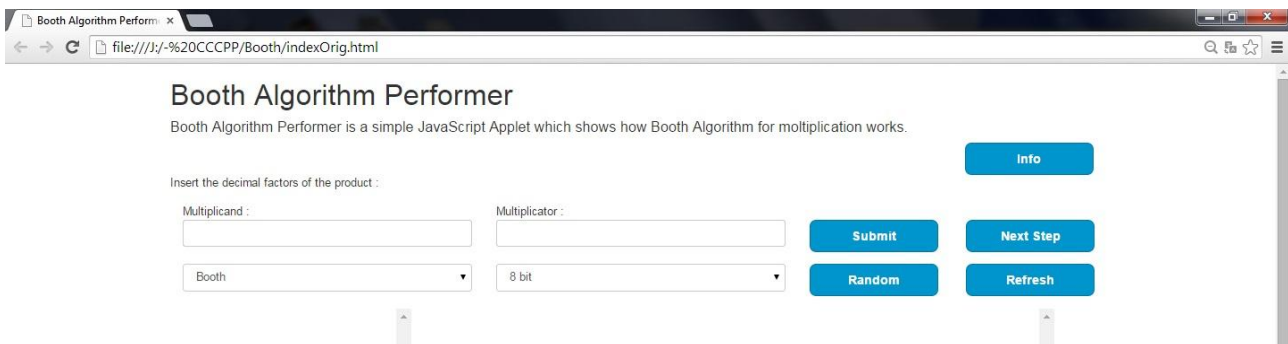 Booth Algorithm Perform
file:///J:/-%20CCCPP/Booth/indexOrig.html
Booth Algorithm Performer
Booth Algorithm Performer is a simple JavaScript Applet which shows how Booth Algorithm for moltiplication works.
Info
Insert the decimal factors of the product :
Multiplicand :
Multiplicator :
Submit
Next Step
Booth
8 bit
Random
Refresh